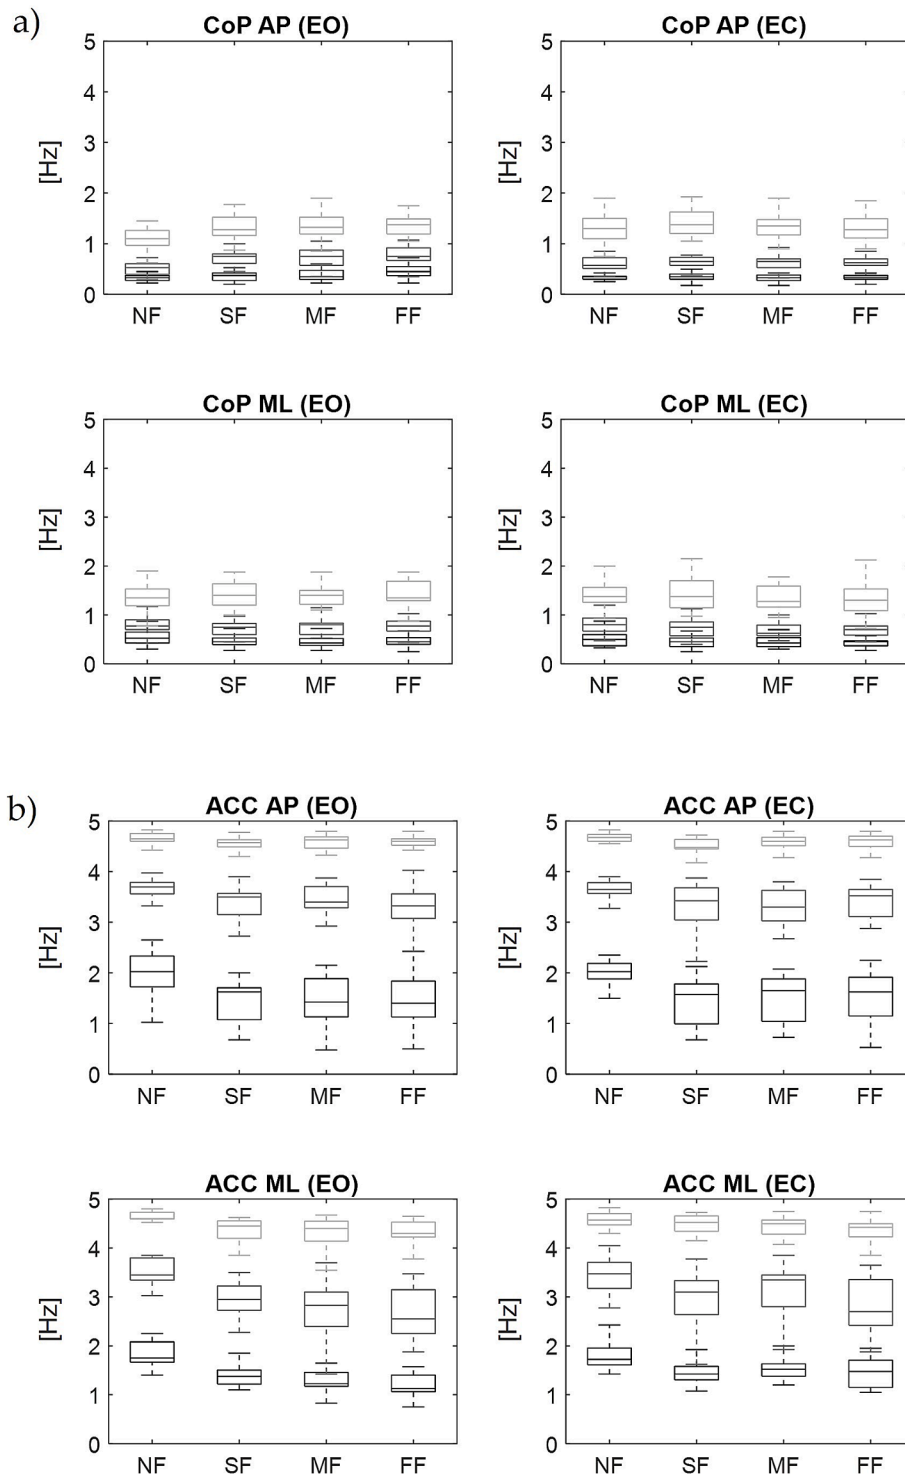 a)
CoP AP (EO)
CoP AP (EC)
5
4
3
2
1
0
[Hz]
NF SF MF FF
5
4
3
2
1
0
[Hz]
NF SF MF FF
CoP ML (EO)
CoP ML (EC)
5
4
3
2
1
0
[Hz]
NF SF MF FF
5
4
3
2
1
0
[Hz]
NF SF MF FF
b)
ACC AP (EO)
ACC AP (EC)
5
4
3
2
1
0
[Hz]
NF SF MF FF
5
4
3
2
1
0
[Hz]
NF SF MF FF
ACC ML (EO)
ACC ML (EC)
5
4
3
2
1
0
[Hz]
NF SF MF FF
5
4
3
2
1
0
[Hz]
NF SF MF FF